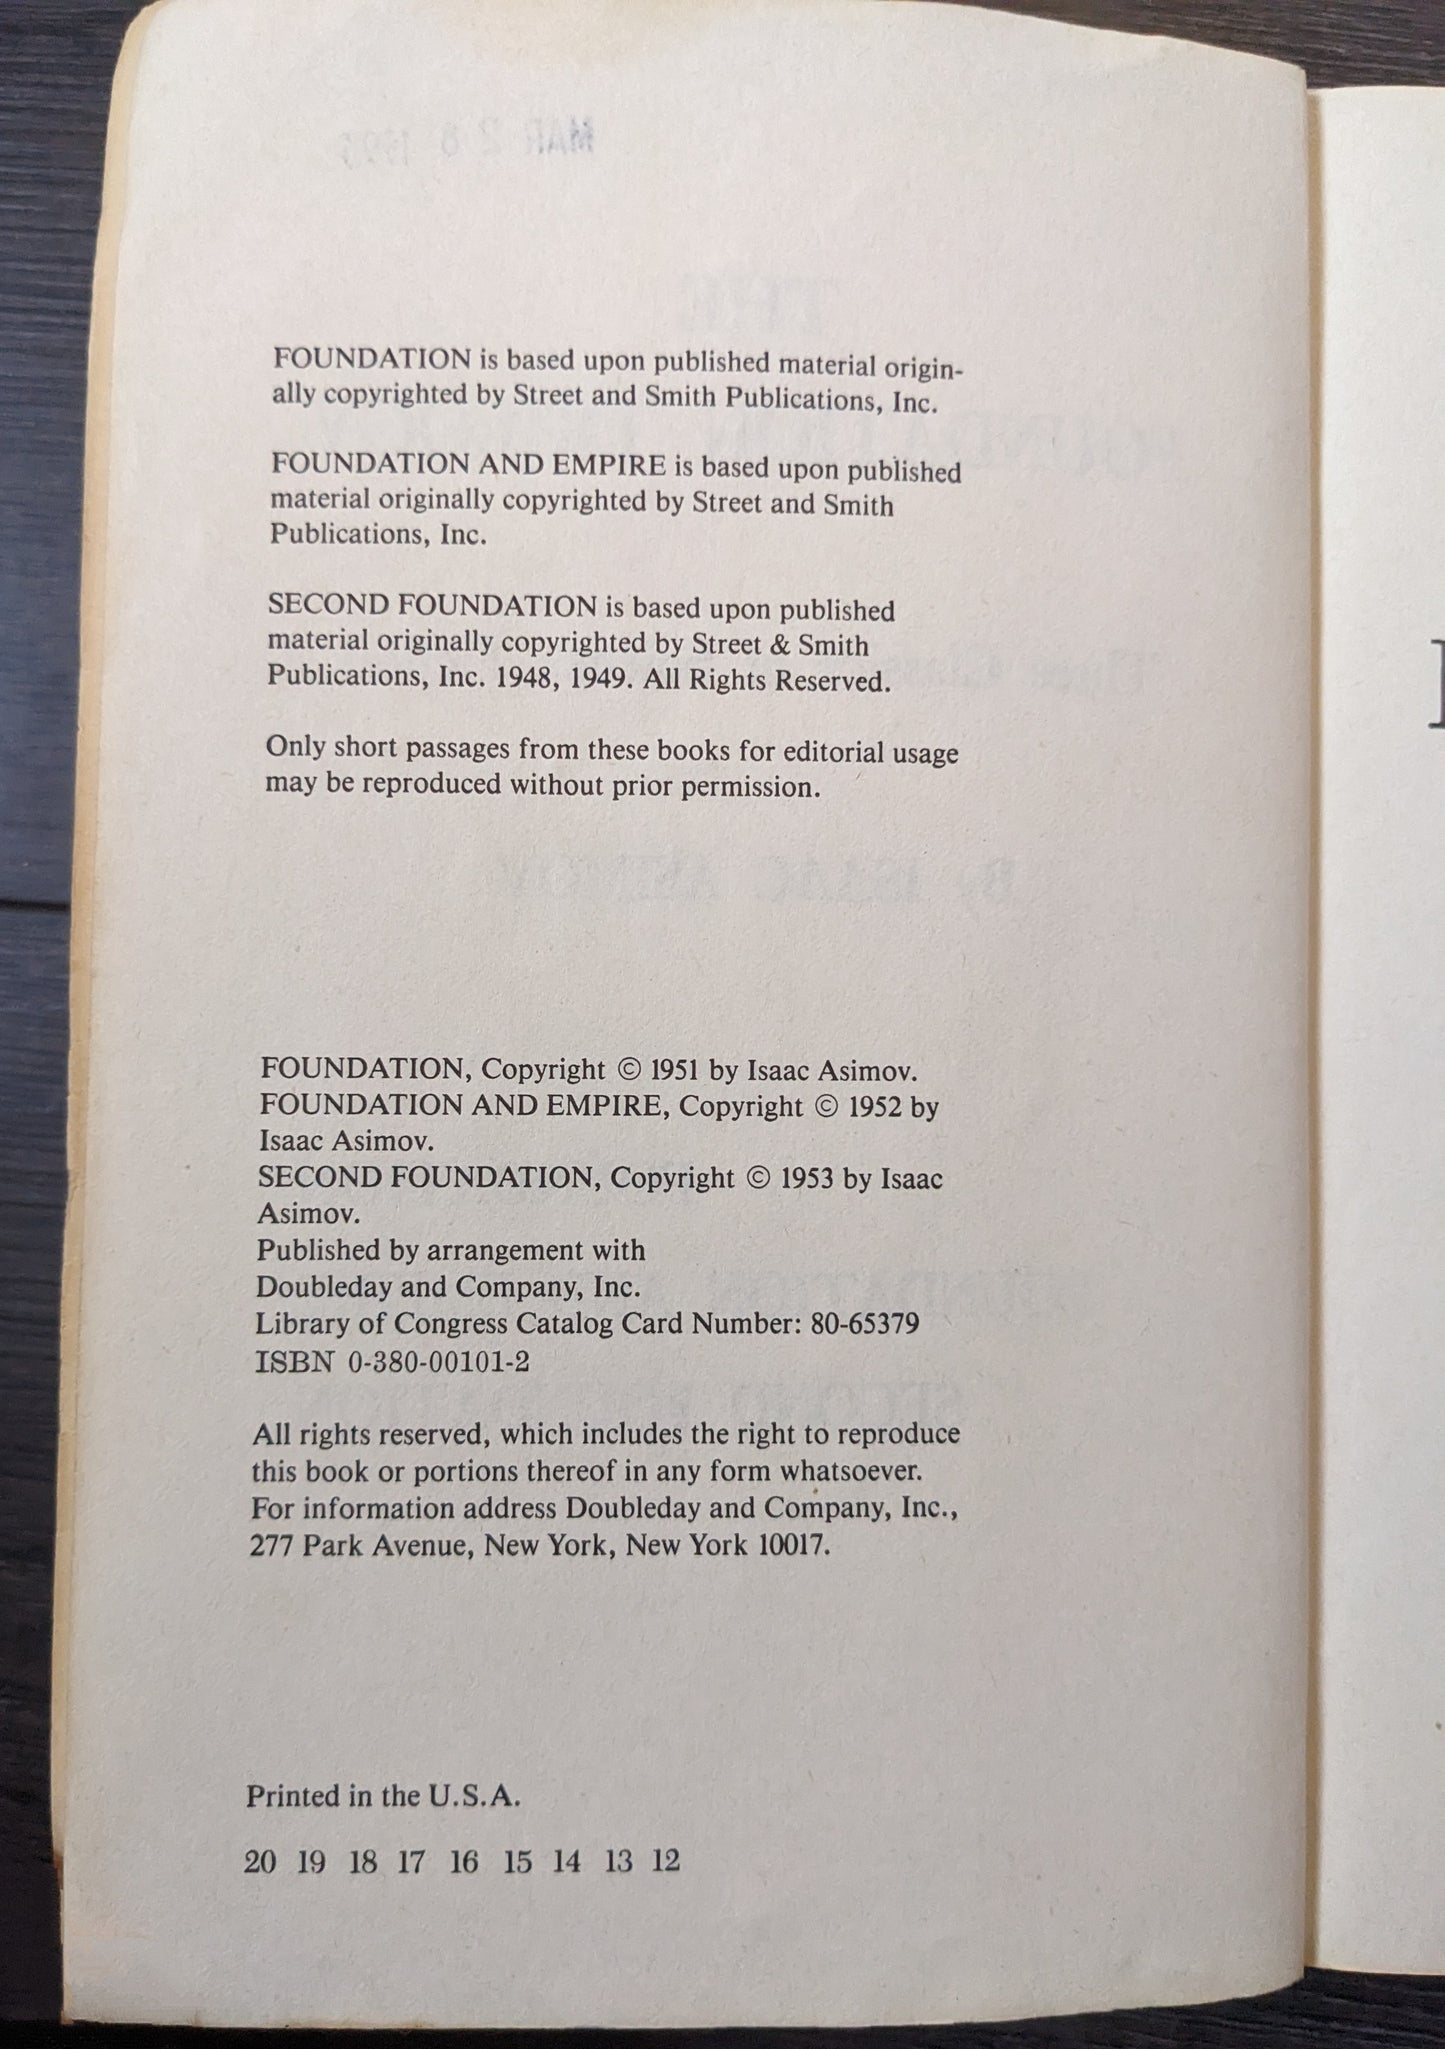 FOUNDATION is based upon published material origin-
ally copyrighted by Street and Smith Publications, Inc.
FOUNDATION AND EMPIRE is based upon published
material originally copyrighted by Street and Smith
Publications, Inc.
SECOND FOUNDATION is based upon published
material originally copyrighted by Street & Smith
Publications, Inc. 1948, 1949. All Rights Reserved.
Only short passages from these books for editorial usage
may be reproduced without prior permission.
FOUNDATION, Copyright © 1951 by Isaac Asimov.
FOUNDATION AND EMPIRE, Copyright © 1952 by
Isaac Asimov.
SECOND FOUNDATION, Copyright © 1953 by Isaac
Asimov.
Published by arrangement with
Doubleday and Company, Inc.
Library of Congress Catalog Card Number: 80-65379
ISBN 0-380-00101-2
All rights reserved, which includes the right to reproduce
this book or portions thereof in any form whatsoever.
For information address Doubleday and Company, Inc.,
277 Park Avenue, New York, New York 10017.
Printed in the U.S.A.
20 19 18 17 16 15 14 13 12